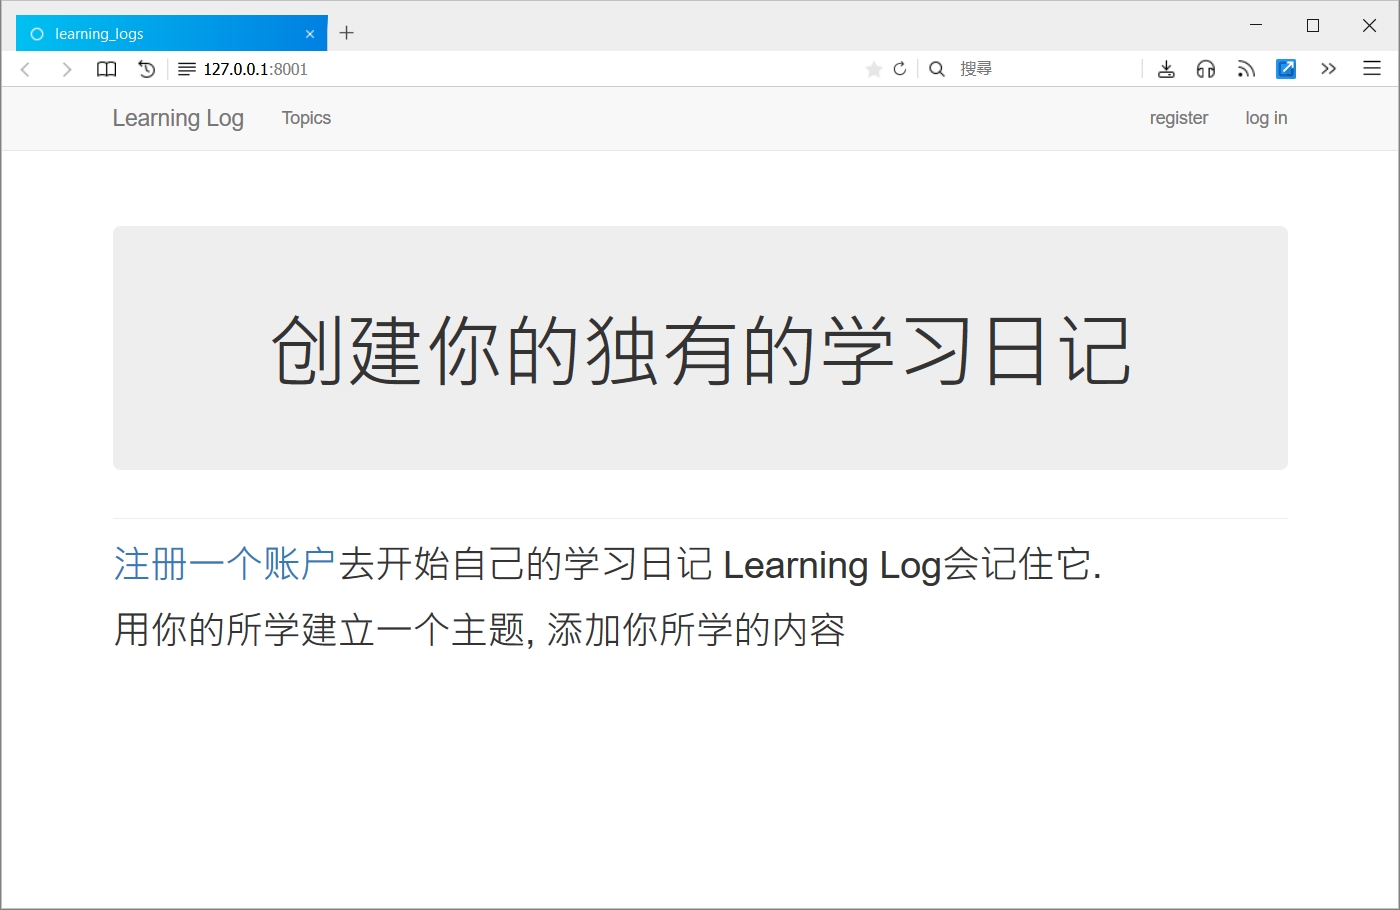 learning_logs
127.0.0.1:8001
搜尋
Learning Log Topics register log in
创建你的独有的学习日记
注册一个账户去开始自己的学习日记 Learning Log会记住它.
用你的所学建立一个主题, 添加你所学的内容